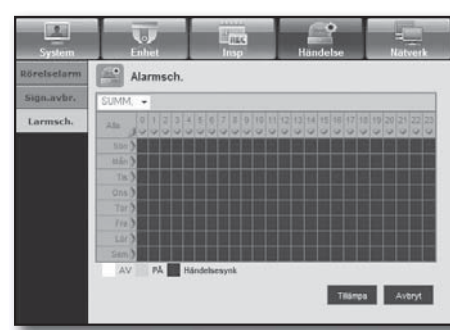 System Enhet Insp Händelse Nätverk
Rörelselarm
Sign.avbr.
Larmsch.
Alarmsch.
SUMM.
Alla 0 1 2 3 4 5 6 7 8 9 10 11 12 13 14 15 16 17 18 19 20 21 22 23
Sön
Mån
Tis
Ons
Tor
Fre
Lör
Sem
AV PÅ Händelsesynk
Tillämpa Avbryt